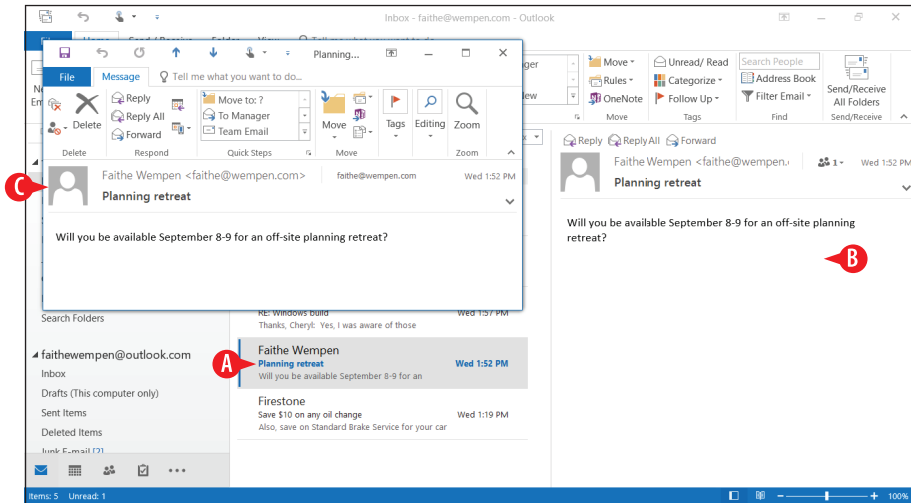 Inbox - faithe@wempen.com - Outlook
Planning...
File Message Tell me what you want to do...
Delete
Reply
Reply All
Forward
Move to: ?
To Manager
Team Email
Move
Tags
Editing
Zoom
Delete Respond Quick Steps Move Zoom
Move
Rules
OneNote
Move
Unread/ Read
Categorize
Follow Up
Tags
Search People
Address Book
Filter Email
Find
Send/Receive
All Folders
Send/Receive
C
Faithe Wempen <faithe@wempen.com> faithe@wempen.com Wed 1:52 PM
Planning retreat
Will you be available September 8-9 for an off-site planning retreat?
Reply Reply All Forward
Faithe Wempen <faithe@wempen. 1 Wed 1:52 PM
Planning retreat
Will you be available September 8-9 for an off-site planning
retreat?
B
Search Folders
faithewempen@outlook.com
Inbox
Drafts (This computer only)
Sent Items
Deleted Items
Junk E-mail [2]
RE: Windows build Wed 1:57 PM
Thanks, Cheryl: Yes, I was aware of those
A
Faithe Wempen
Planning retreat Wed 1:52 PM
Will you be available September 8-9 for an
Firestone
Save $10 on any oil change Wed 1:19 PM
Also, save on Standard Brake Service for your car
Items: 5 Unread: 1 100%